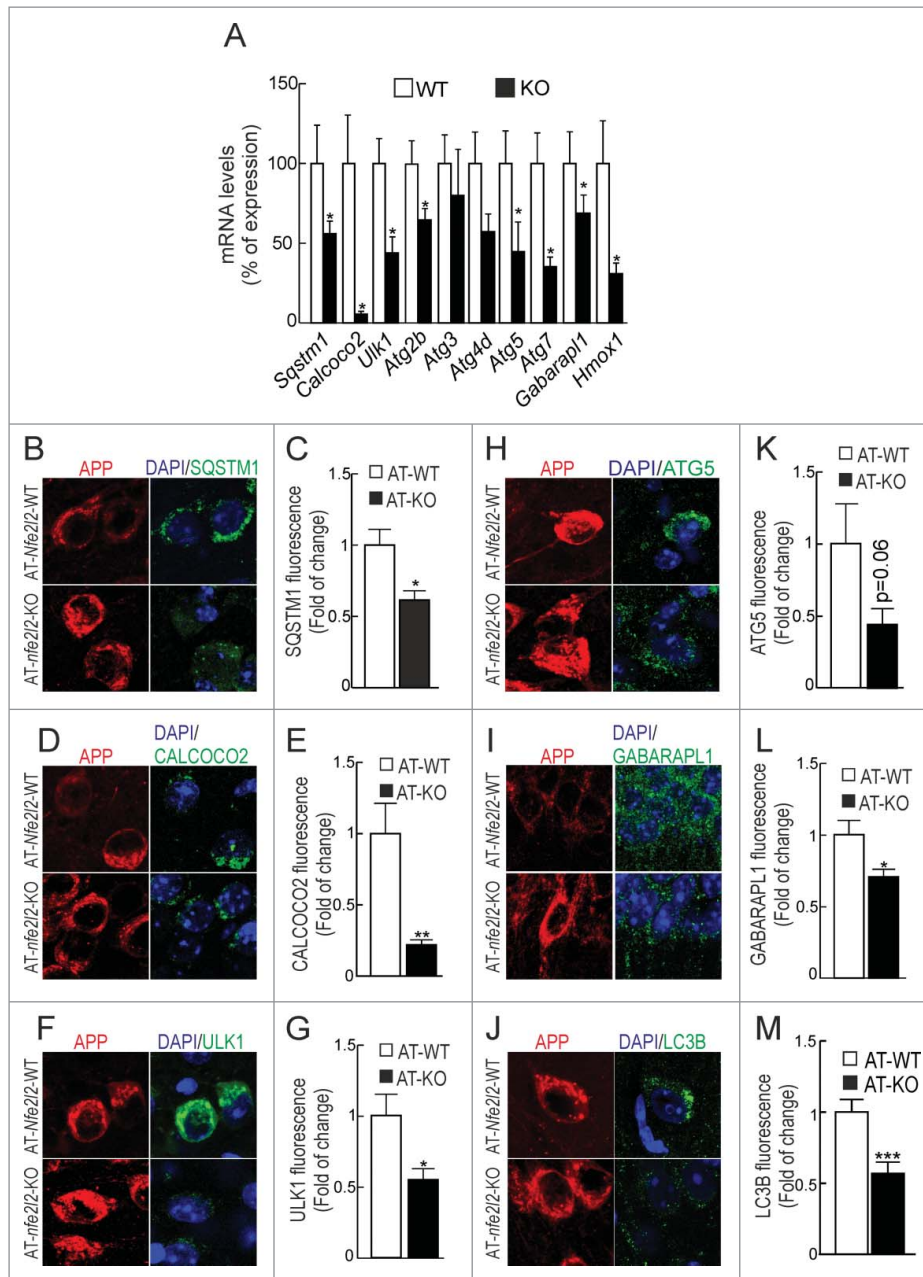 A
150
100
50
0
mRNA levels
(% of expression)
WT
KO
*
*
*
*
*
*
*
*
Sqstm1
Calcoco2
Ulk1
Atg2b
Atg3
Atg4d
Atg5
Atg7
Gabarapl1
Hmox1
B
APP
DAPI/SQSTM1
AT-Nfe2l2-WT
AT-nfe2l2-KO
C
1.5
1
0.5
0
SQSTM1 fluorescence
(Fold of change)
AT-WT
AT-KO
*
H
APP
DAPI/ATG5
AT-Nfe2l2-WT
AT-nfe2l2-KO
K
1.5
1
0.5
0
ATG5 fluorescence
(Fold of change)
AT-WT
AT-KO
p=0.06
D
APP
DAPI/
CALCOCO2
AT-Nfe2l2-WT
AT-nfe2l2-KO
E
1.5
1
0.5
0
CALCOCO2 fluorescence
(Fold of change)
AT-WT
AT-KO
**
I
APP
DAPI/
GABARAPL1
AT-Nfe2l2-WT
AT-nfe2l2-KO
L
1.5
1
0.5
0
GABARAPL1 fluorescence
(Fold of change)
AT-WT
AT-KO
*
F
APP
DAPI/ULK1
AT-Nfe2l2-WT
AT-nfe2l2-KO
G
1.5
1
0.5
0
ULK1 fluorescence
(Fold of change)
AT-WT
AT-KO
*
J
APP
DAPI/LC3B
AT-Nfe2l2-WT
AT-nfe2l2-KO
M
1.5
1
0.5
0
LC3B fluorescence
(Fold of change)
AT-WT
AT-KO
***